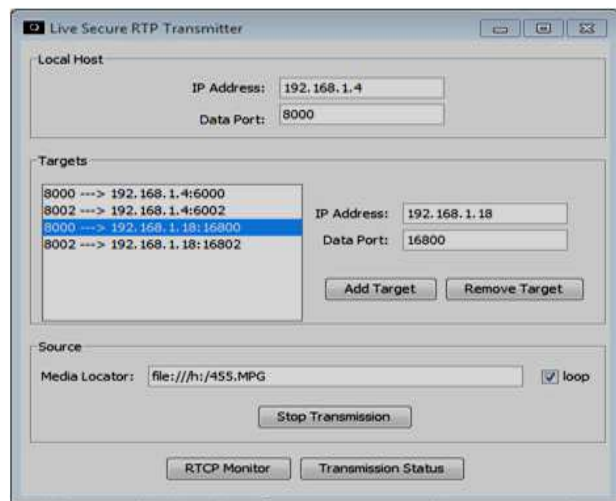 Live Secure RTP Transmitter
Local Host
IP Address: 192.168.1.4
Data Port: 8000
Targets
8000 ---> 192.168.1.4:6000
8002 ---> 192.168.1.4:6002
8000 ---> 192.168.1.18:16800
8002 ---> 192.168.1.18:16802
IP Address: 192.168.1.18
Data Port: 16800
Add Target Remove Target
Source
Media Locator: file:///h:/455.MPG loop
Stop Transmission
RTCP Monitor Transmission Status